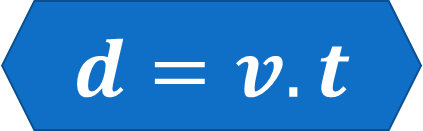 d = v.t